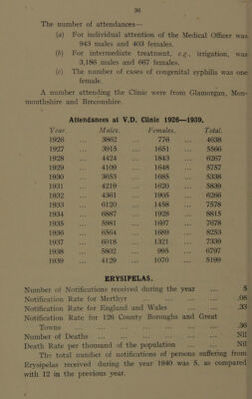 36
The number of attendances—
(a) For individual attention of the Medical Officer was
943 males and 403 females.
(b) For intermediate treatment, e.g., irrigation, was
3,186 males and 667 females.
(c) The number of cases of congenital syphilis was one
female.
A number attending the Clinic were from Glamorgan, Mon-
mouthshire and Breconshire.
Attendances at V.D. Clinic 1926—1939.
Year. Males. Females. Total.
1926 ... 3862 ... 776 ... 4638
1927 ... 3915 ... 1651 ... 5566
1928 ... 4424 ... 1843 ... 6267
1929 ... 4109 ... 1648 ... 5757
1930 ... 3653 ... 1685 ... 5338
1931 ... 4219 ... 1620 ... 5839
1932 ... 4361 ... 1905 ... 6266
1933 ... 6120 ... 1458 ... 7578
1934 ... 6887 ... 1928 ... 8815
1935 ... 5981 ... 1697 ... 7678
1936 ... 6564 ... 1689 ... 8253
1937 ... 6018 ... 1321 ... 7339
1938 ... 5802 ... 995 ... 6797
1939 ... 4129 ... 1070 ... 5199
ERYSIPELAS.
Number of Notifications received during the year ... 5
Notification Rate for Merthyr ... .08
Notification Rate for England and Wales ... .33
Notification Rate for 126 County Boroughs and Great
Towns ... .36
Number of Deaths ... Nil
Death Rate per thousand of the population ... Nil
The total number of notifications of persons suffering from
Erysipelas received during the year 1940 was 5, as compared
with 12 in the previous year.